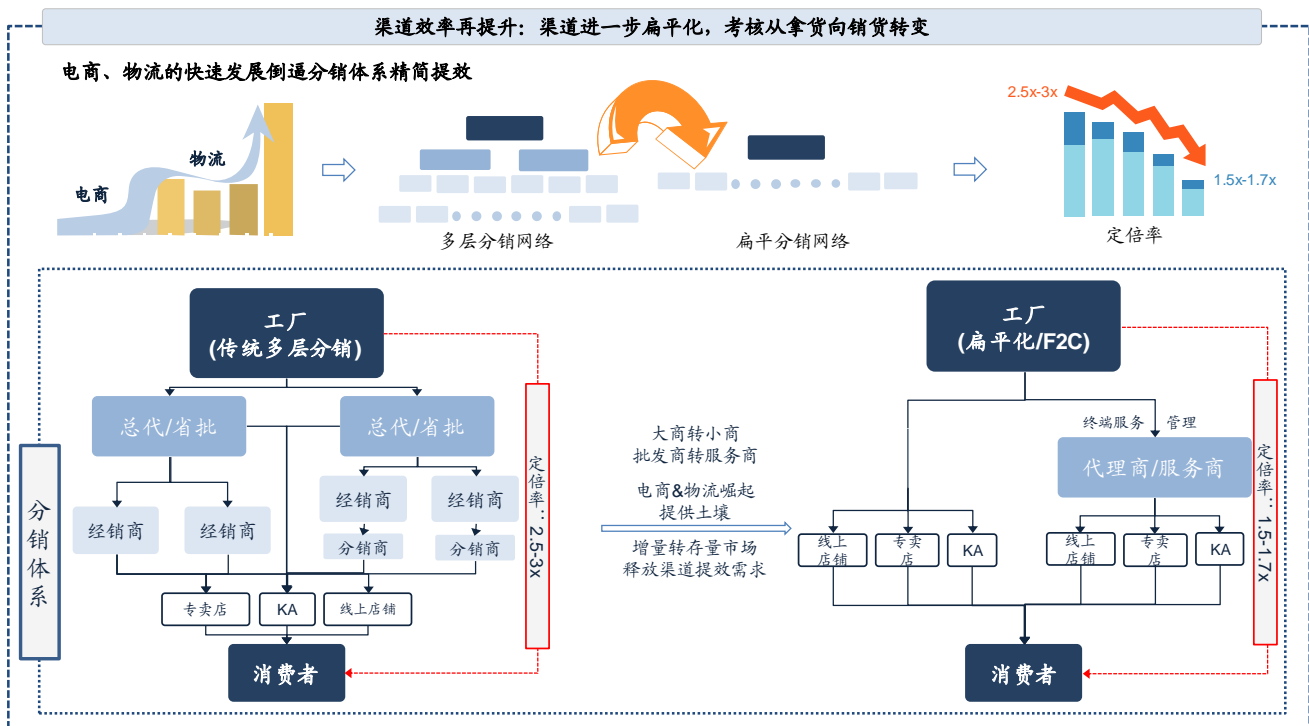 渠道效率再提升：渠道进一步扁平化，考核从拿货向销货转变
电商、物流的快速发展倒逼分销体系精简提效
物流
电商
多层分销网络
扁平分销网络
2.5x-3x
1.5x-1.7x
定倍率
分销体系
工厂
(传统多层分销)
总代/省批
总代/省批
经销商
经销商
经销商
经销商
分销商
分销商
专卖店
KA
线上店铺
消费者
定倍率：2.5-3x
大商转小商
批发商转服务商
电商&物流崛起
提供土壤
增量转存量市场
释放渠道提效需求
工厂
(扁平化/F2C)
终端服务
管理
代理商/服务商
线上
店铺
专卖
店
KA
线上
店铺
专卖
店
KA
消费者
定倍率：1.5-1.7x